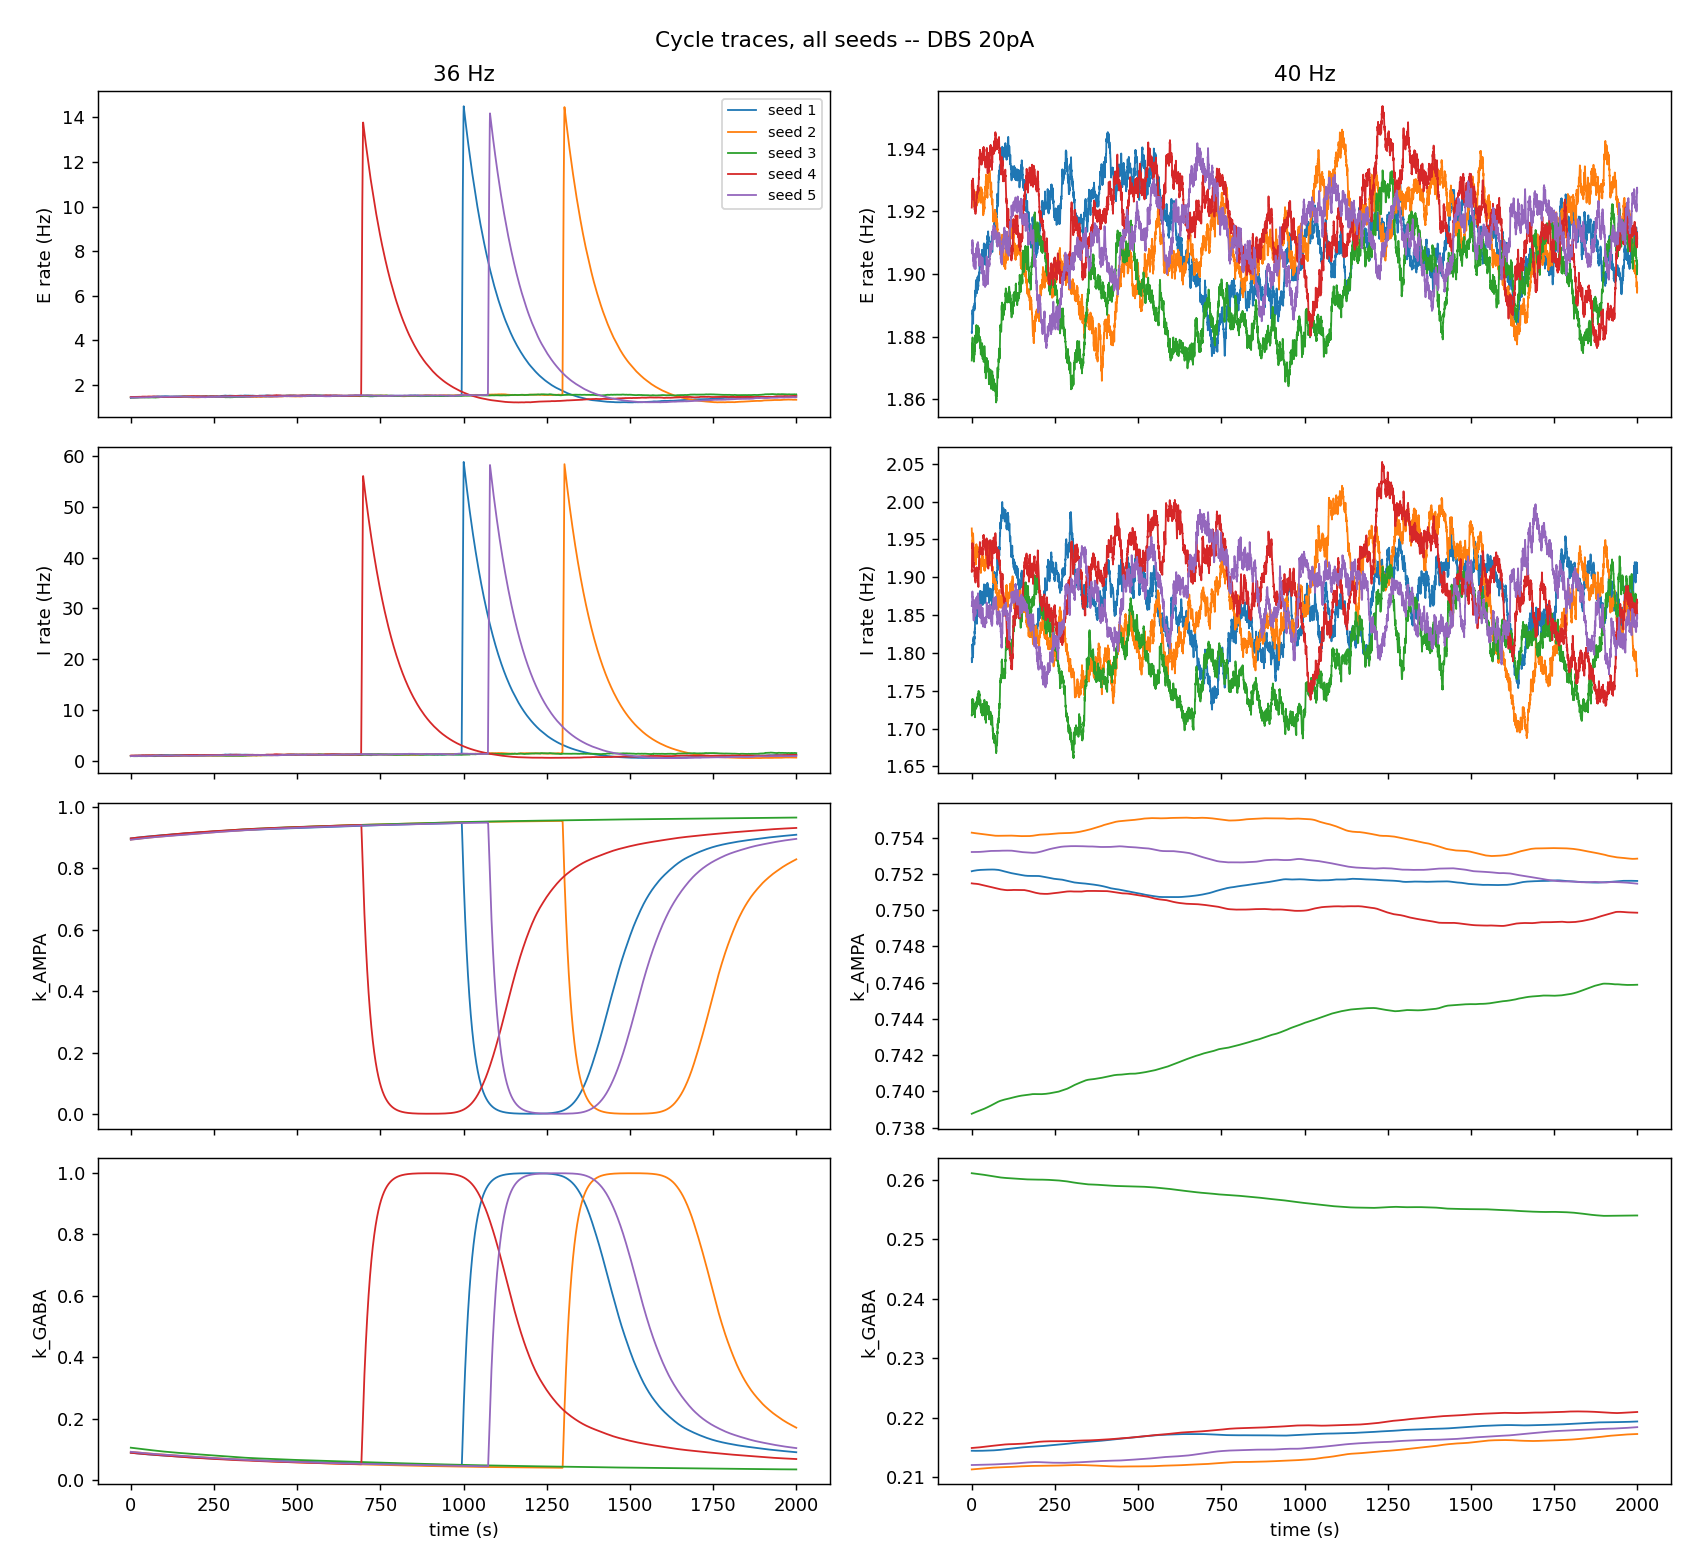 Cycle traces, all seeds -- DBS 20pA
36 Hz
14
12
10
8
6
4
2
E rate (Hz)
seed 1
seed 2
seed 3
seed 4
seed 5
40 Hz
1.94
1.92
1.90
1.88
1.86
E rate (Hz)
60
50
40
30
20
10
0
I rate (Hz)
2.05
2.00
1.95
1.90
1.85
1.80
1.75
1.70
1.65
I rate (Hz)
1.0
0.8
0.6
0.4
0.2
0.0
k_AMPA
0.754
0.752
0.750
0.748
0.746
0.744
0.742
0.740
0.738
k_AMPA
1.0
0.8
0.6
0.4
0.2
0.0
k_GABA
0 250 500 750 1000 1250 1500 1750 2000
time (s)
0.26
0.25
0.24
0.23
0.22
0.21
k_GABA
0 250 500 750 1000 1250 1500 1750 2000
time (s)